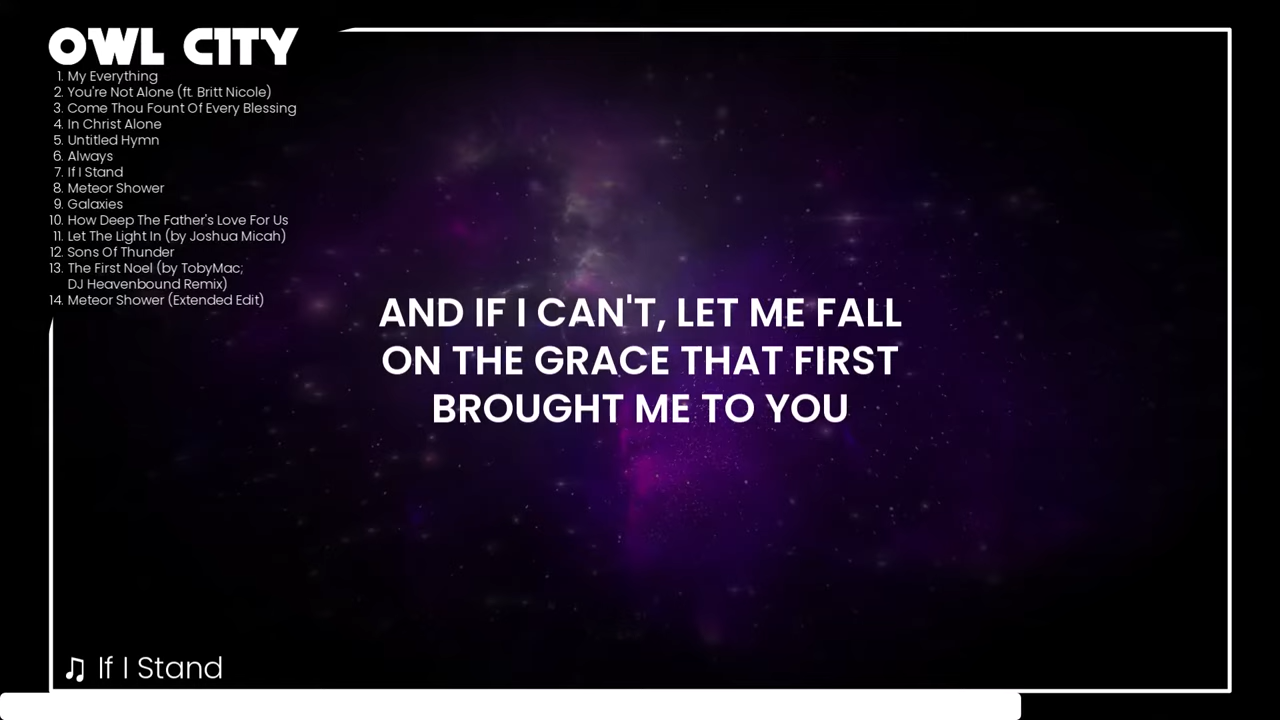 OWL CITY
1. My Everything
2. You're Not Alone (ft. Britt Nicole)
3. Come Thou Fount Of Every Blessing
4. In Christ Alone
5. Untitled Hymn
6. Always
7. If I Stand
8. Meteor Shower
9. Galaxies
10. How Deep The Father's Love For Us
11. Let The Light In (by Joshua Micah)
12. Sons Of Thunder
13. The First Noel (by TobyMac;
DJ Heavenbound Remix)
14. Meteor Shower (Extended Edit)
AND IF I CAN'T, LET ME FALL
ON THE GRACE THAT FIRST
BROUGHT ME TO YOU
♫ If I Stand